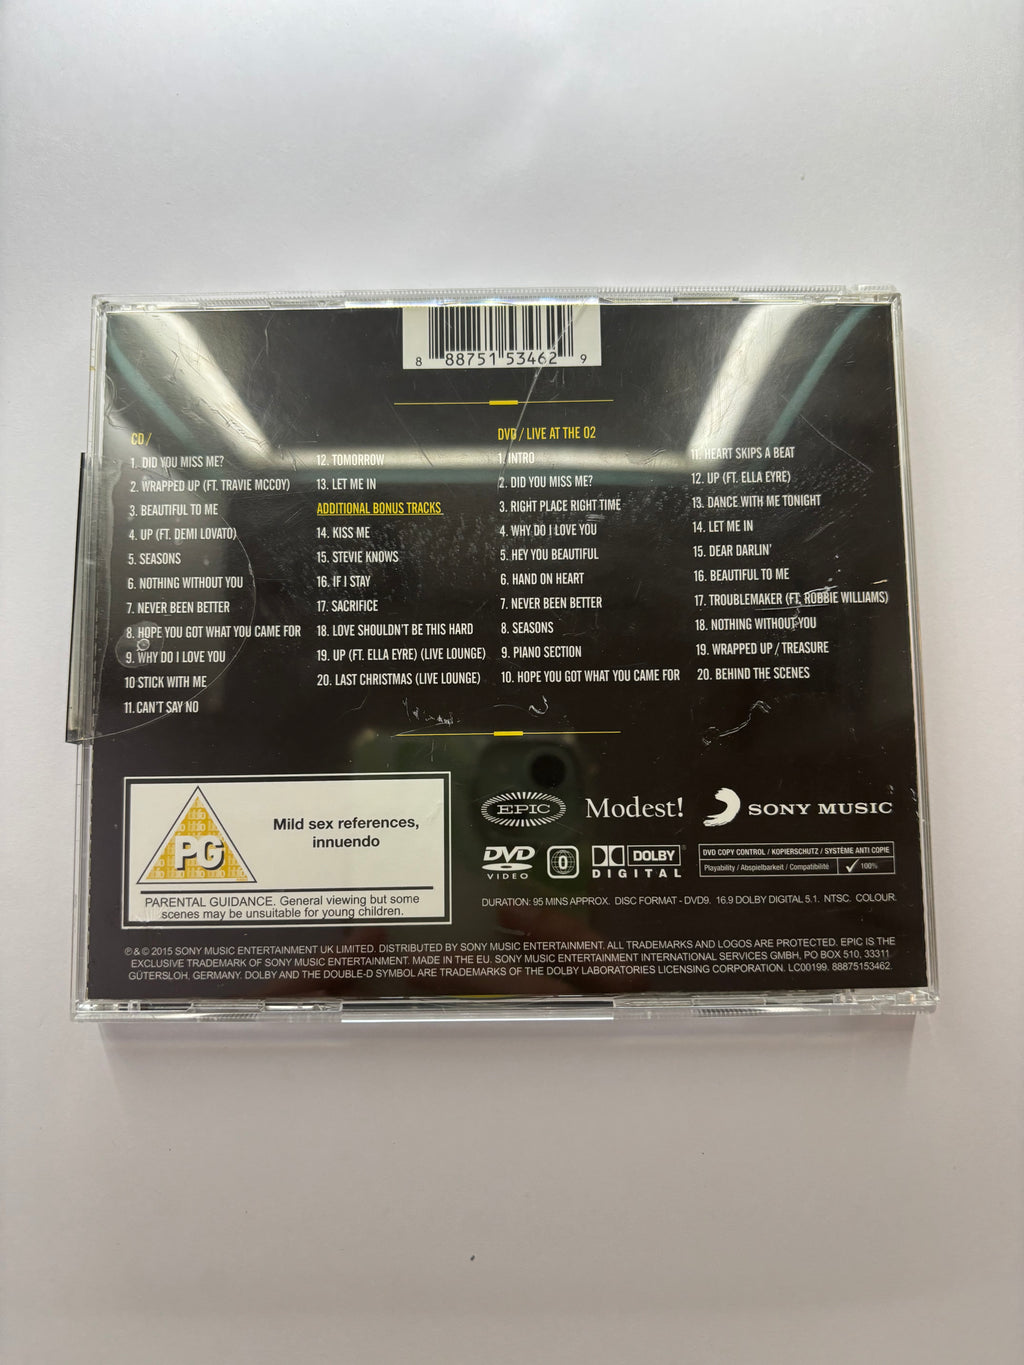 8 88751 53462 9
CD /
1. DID YOU MISS ME?
2. WRAPPED UP (FT. TRAVIE MCCOY)
3. BEAUTIFUL TO ME
4. UP (FT. DEMI LOVATO)
5. SEASONS
6. NOTHING WITHOUT YOU
7. NEVER BEEN BETTER
8. HOPE YOU GOT WHAT YOU CAME FOR
9. WHY DO I LOVE YOU
10 STICK WITH ME
11. CAN'T SAY NO
12. TOMORROW
13. LET ME IN
ADDITIONAL BONUS TRACKS
14. KISS ME
15. STEVIE KNOWS
16. IF I STAY
17. SACRIFICE
18. LOVE SHOULDN'T BE THIS HARD
19. UP (FT. ELLA EYRE) (LIVE LOUNGE)
20. LAST CHRISTMAS (LIVE LOUNGE)
DVD / LIVE AT THE O2
1. INTRO
2. DID YOU MISS ME?
3. RIGHT PLACE RIGHT TIME
4. WHY DO I LOVE YOU
5. HEY YOU BEAUTIFUL
6. HAND ON HEART
7. NEVER BEEN BETTER
8. SEASONS
9. PIANO SECTION
10. HOPE YOU GOT WHAT YOU CAME FOR
11. HEART SKIPS A BEAT
12. UP (FT. ELLA EYRE)
13. DANCE WITH ME TONIGHT
14. LET ME IN
15. DEAR DARLIN'
16. BEAUTIFUL TO ME
17. TROUBLEMAKER (FT. ROBBIE WILLIAMS)
18. NOTHING WITHOUT YOU
19. WRAPPED UP / TREASURE
20. BEHIND THE SCENES
PG
Mild sex references,
innuendo
PARENTAL GUIDANCE. General viewing but some
scenes may be unsuitable for young children.
EPIC
Modest!
SONY MUSIC
DVD
VIDEO
0
DOLBY
DIGITAL
DVD COPY CONTROL / KOPIERSCHUTZ / SYSTÈME ANTI COPIE
Playability / Abspielbarkeit / Compatibilité
100%
DURATION: 95 MINS APPROX. DISC FORMAT - DVD9. 16.9 DOLBY DIGITAL 5.1. NTSC. COLOUR.
℗ & © 2015 SONY MUSIC ENTERTAINMENT UK LIMITED. DISTRIBUTED BY SONY MUSIC ENTERTAINMENT. ALL TRADEMARKS AND LOGOS ARE PROTECTED. EPIC IS THE
EXCLUSIVE TRADEMARK OF SONY MUSIC ENTERTAINMENT. MADE IN THE EU. SONY MUSIC ENTERTAINMENT INTERNATIONAL SERVICES GMBH, PO BOX 510, 33311
GÜTERSLOH, GERMANY. DOLBY AND THE DOUBLE-D SYMBOL ARE TRADEMARKS OF THE DOLBY LABORATORIES LICENSING CORPORATION. LC00199. 88875153462.